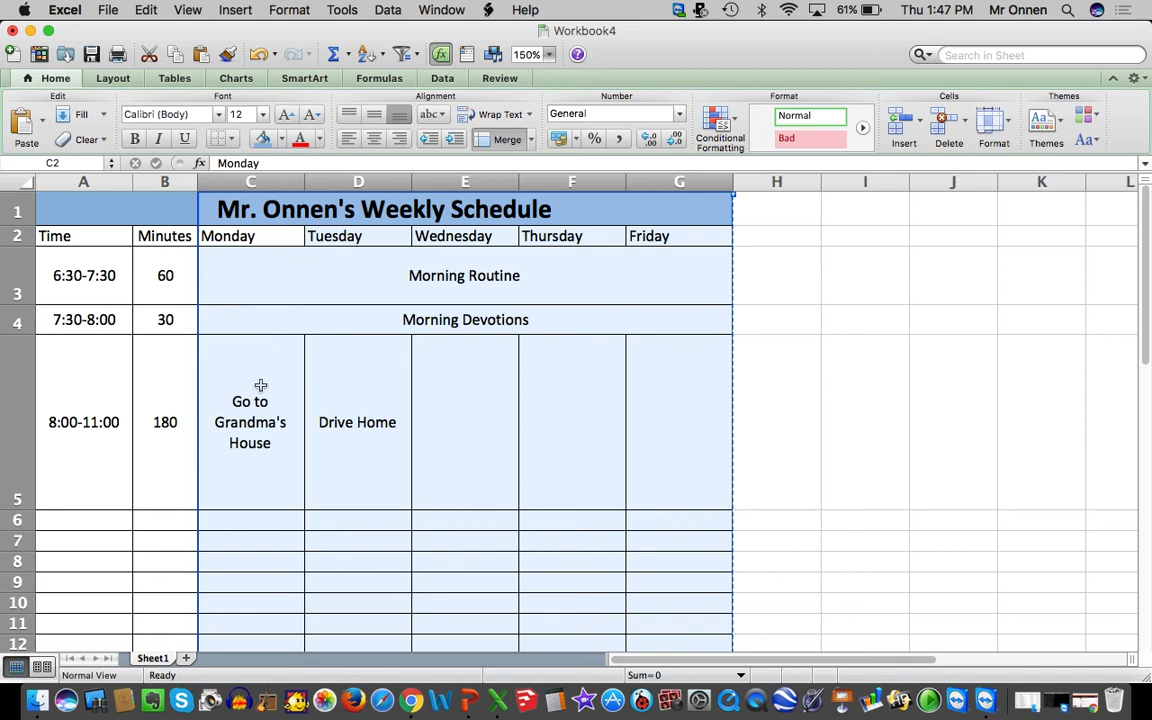 Excel File Edit View Insert Format Tools Data Window Help 61% Thu 1:47 PM Mr Onnen
Workbook4
150% Search in Sheet
Home Layout Tables Charts SmartArt Formulas Data Review
Edit Font Alignment Number Format Cells Themes
Paste Fill Clear Calibri (Body) 12 abc Wrap Text General Normal
B I U A Merge % , Bad
Conditional Formatting Insert Delete Format Themes Aa
C2 fx Monday
A B C D E F G H I J K L
1 Mr. Onnen's Weekly Schedule
2 Time Minutes Monday Tuesday Wednesday Thursday Friday
3 6:30-7:30 60 Morning Routine
4 7:30-8:00 30 Morning Devotions
5 8:00-11:00 180 Go to Grandma's House Drive Home
6
7
8
9
10
11
12
Sheet1
Normal View Ready Sum=0